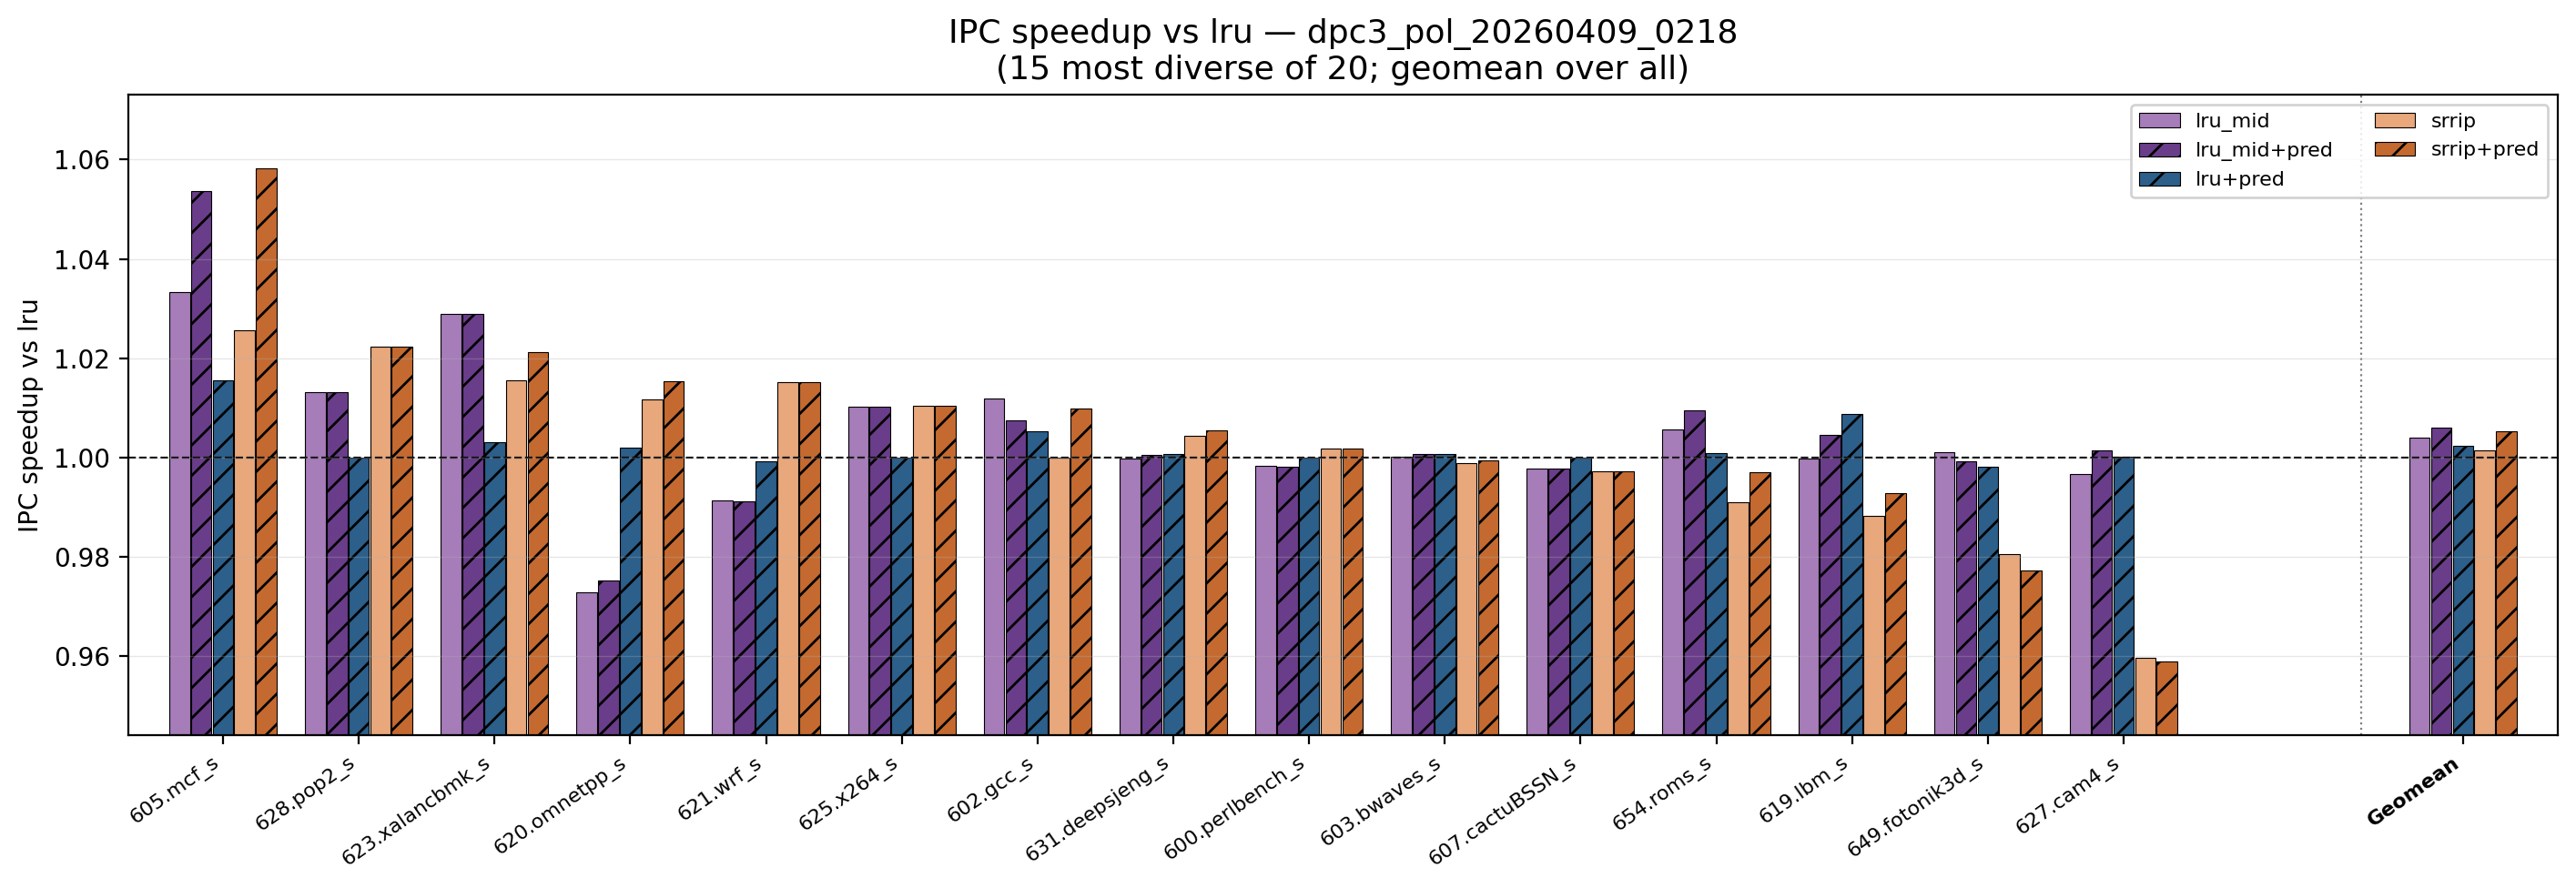 IPC speedup vs lru — dpc3_pol_20260409_0218
(15 most diverse of 20; geomean over all)
IPC speedup vs lru
1.06
1.04
1.02
1.00
0.98
0.96
lru_mid
lru_mid+pred
lru+pred
srrip
srrip+pred
605.mcf_s
628.pop2_s
623.xalancbmk_s
620.omnetpp_s
621.wrf_s
625.x264_s
602.gcc_s
631.deepsjeng_s
600.perlbench_s
603.bwaves_s
607.cactuBSSN_s
654.roms_s
619.lbm_s
649.fotonik3d_s
627.cam4_s
Geomean